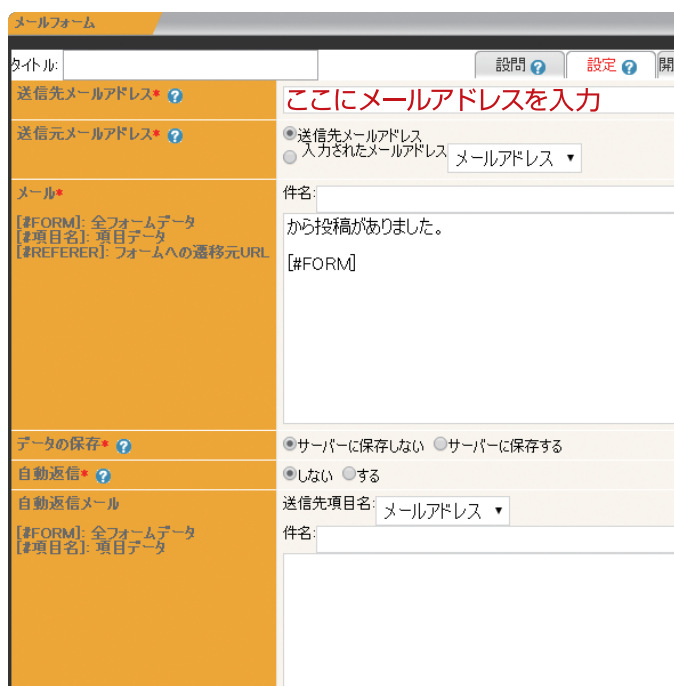 メールフォーム
タイトル:
設問 ?
設定 ?
開
送信先メールアドレス* ?
ここにメールアドレスを入力
送信元メールアドレス* ?
送信先メールアドレス
入力されたメールアドレス メールアドレス ▼
メール*
件名:
[#FORM]: 全フォームデータ
[#項目名]: 項目データ
[#REFERER]: フォームへの遷移元URL
から投稿がありました。
[#FORM]
データの保存* ?
サーバーに保存しない サーバーに保存する
自動返信* ?
しない する
自動返信メール
送信先項目名: メールアドレス ▼
[#FORM]: 全フォームデータ
[#項目名]: 項目データ
件名: